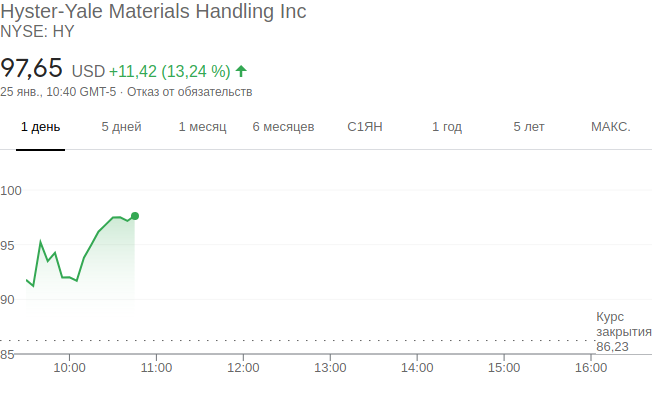 Hyster-Yale Materials Handling Inc
NYSE: HY
97,65 USD +11,42 (13,24 %)
25 янв., 10:40 GMT-5 · Отказ от обязательств
1 день 5 дней 1 месяц 6 месяцев С1ЯН 1 год 5 лет МАКС.
100
95
90
Курс
закрытия
86,23
85
10:00 11:00 12:00 13:00 14:00 15:00 16:00